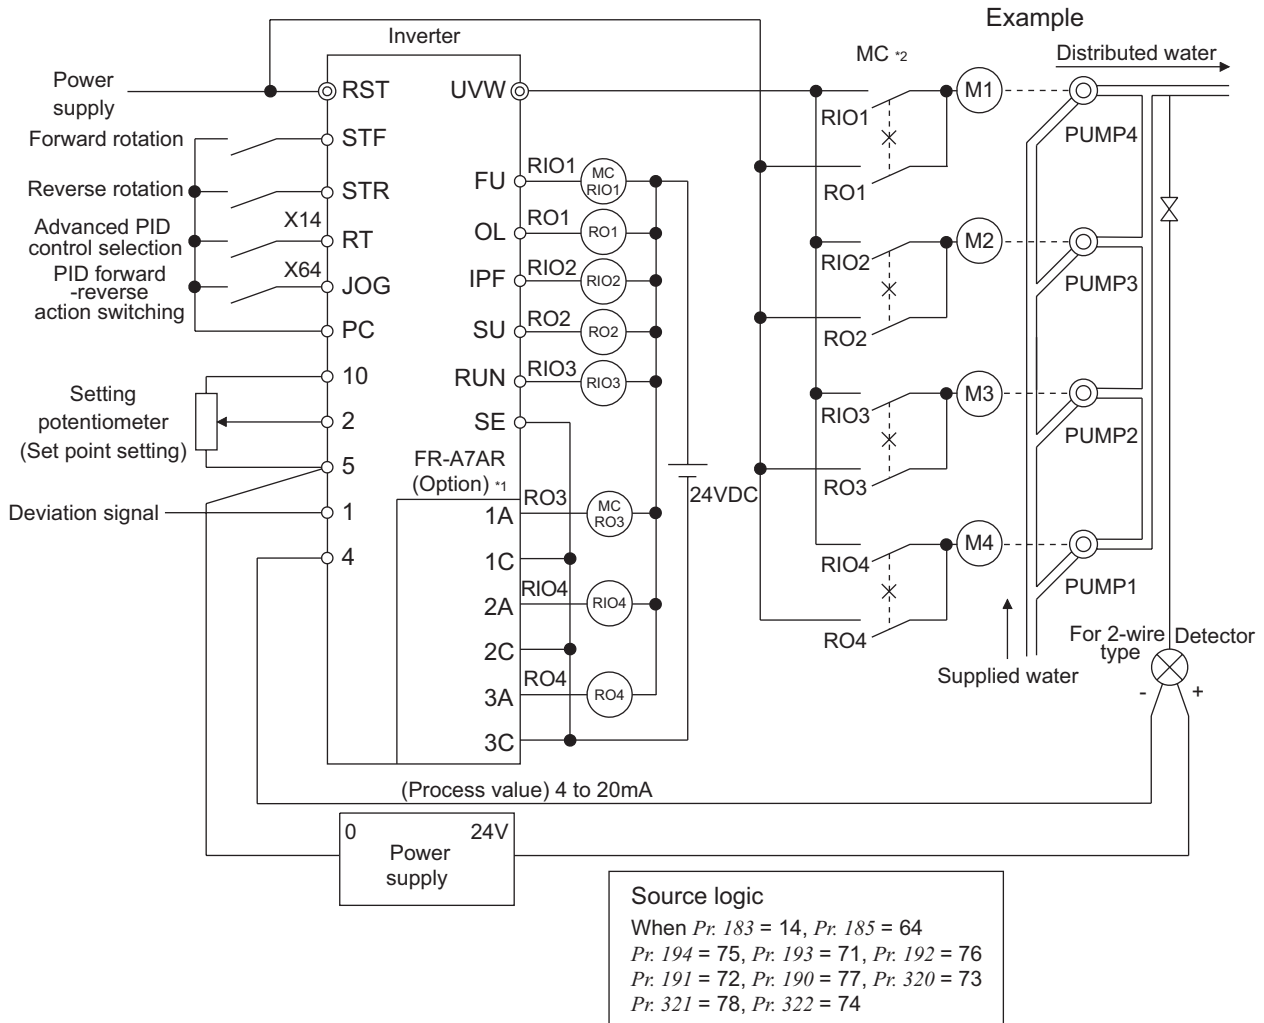 Example
Inverter
MC *2
Distributed water
Power
supply
RST
UVW
M1
RIO1
PUMP4
Forward rotation
STF
RO1
Reverse rotation
STR
FU
RIO1
MC
RIO1
X14
Advanced PID
control selection
RT
OL
RO1
RO1
M2
RIO2
PUMP3
X64
PID forward
-reverse
action switching
JOG
IPF
RIO2
RIO2
PC
SU
RO2
RO2
RO2
10
RUN
RIO3
RIO3
M3
RIO3
PUMP2
Setting
potentiometer
(Set point setting)
2
SE
5
FR-A7AR
(Option) *1
RO3
24VDC
Deviation signal
1
1A
RO3
MC
RO3
4
1C
M4
RIO4
PUMP1
2A
RIO4
RIO4
2C
RO4
3A
RO4
RO4
3C
Supplied water
For 2-wire
type
Detector
-
+
(Process value) 4 to 20mA
0
24V
Power
supply
Source logic
When Pr. 183 = 14, Pr. 185 = 64
Pr. 194 = 75, Pr. 193 = 71, Pr. 192 = 76
Pr. 191 = 72, Pr. 190 = 77, Pr. 320 = 73
Pr. 321 = 78, Pr. 322 = 74